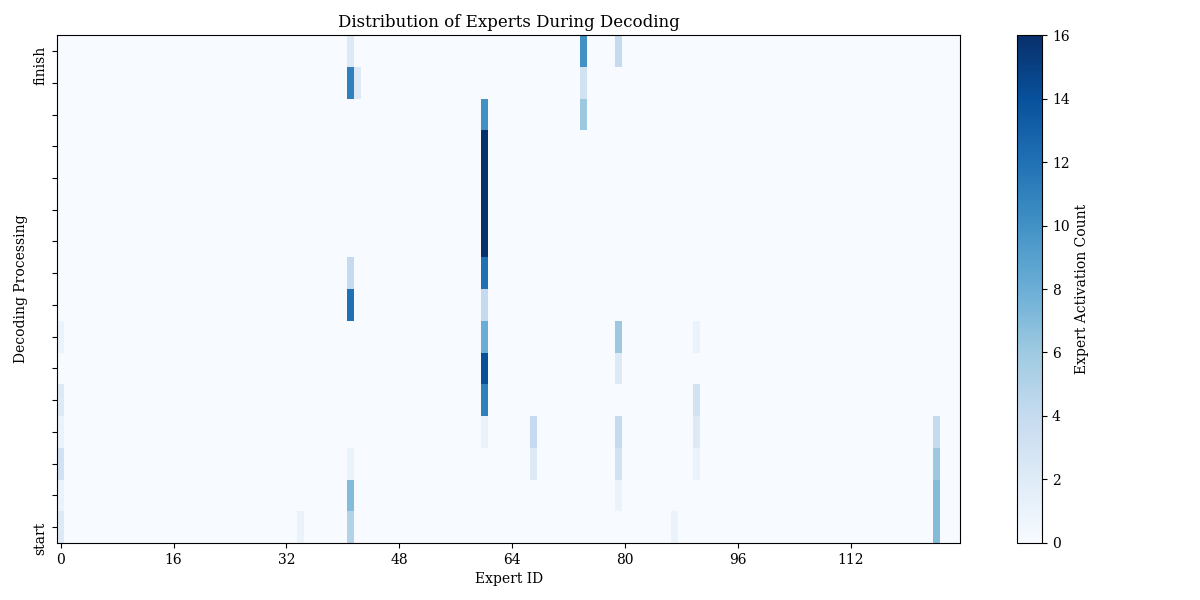 Distribution of Experts During Decoding
finish
Decoding Processing
start
0 16 32 48 64 80 96 112
Expert ID
16
14
12
10
8
6
4
2
0
Expert Activation Count